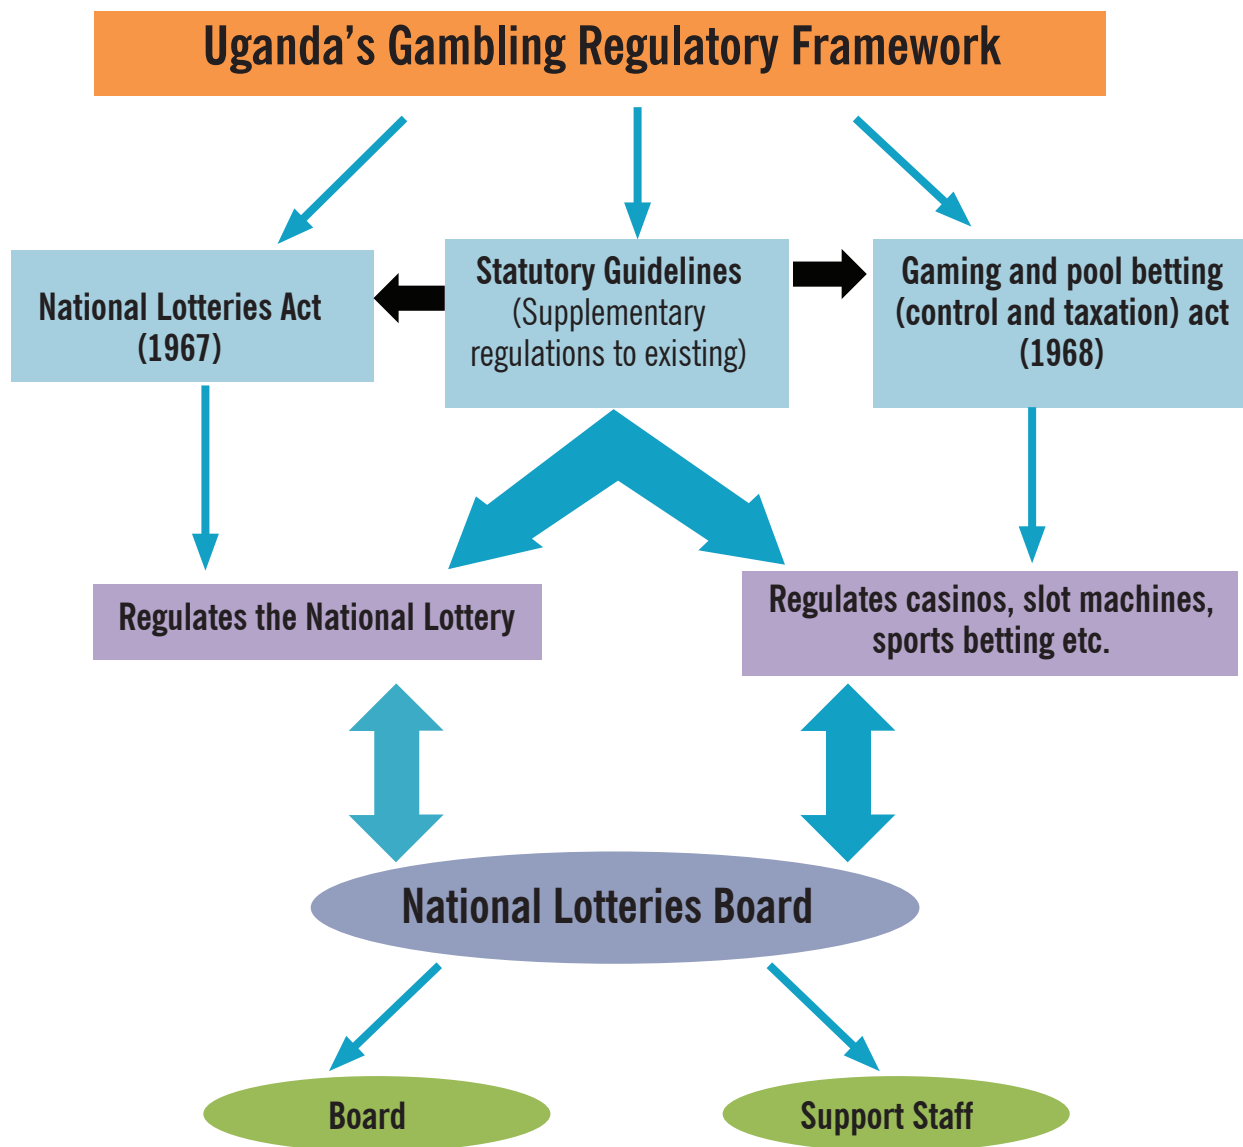 Uganda’s Gambling Regulatory Framework
National Lotteries Act
(1967)
Statutory Guidelines
(Supplementary
regulations to existing)
Gaming and pool betting
(control and taxation) act
(1968)
Regulates the National Lottery
Regulates casinos, slot machines,
sports betting etc.
National Lotteries Board
Board
Support Staff